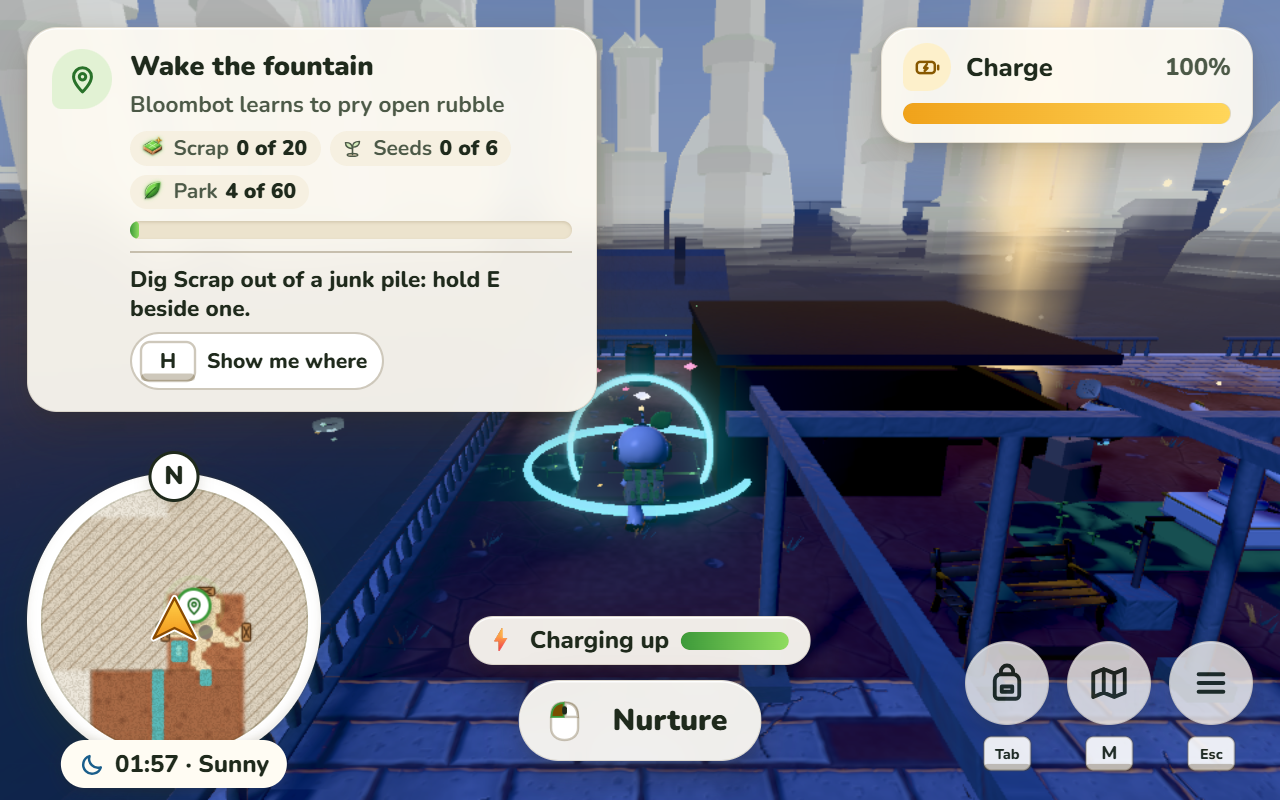 Wake the fountain
Bloombot learns to pry open rubble
Scrap 0 of 20
Seeds 0 of 6
Park 4 of 60
Dig Scrap out of a junk pile: hold E
beside one.
H Show me where
Charge 100%
N
01:57 · Sunny
Charging up
Nurture
Tab
M
Esc